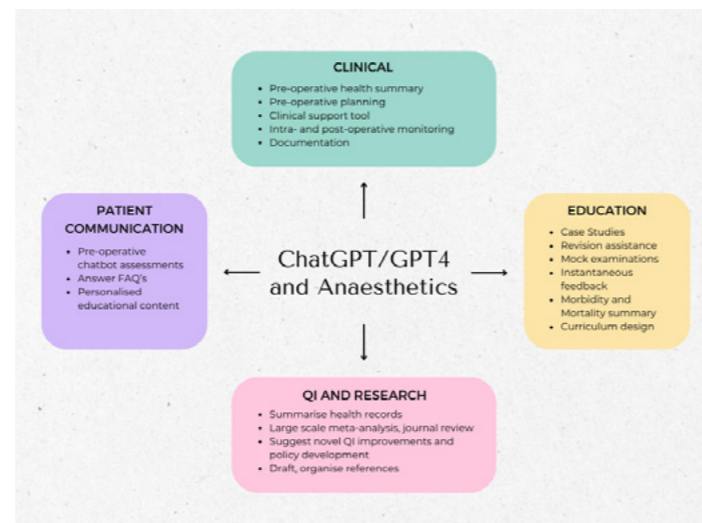 CLINICAL
• Pre-operative health summary
• Pre-operative planning
• Clinical support tool
• Intra- and post-operative monitoring
• Documentation
PATIENT
COMMUNICATION
• Pre-operative
chatbot assessments
• Answer FAQ's
• Personalised
educational content
ChatGPT/GPT4
and Anaesthetics
EDUCATION
• Case Studies
• Revision assistance
• Mock examinations
• Instantaneous
feedback
• Morbidity and
Mortality summary
• Curriculum design
QI AND RESEARCH
• Summarise health records
• Large scale meta-analysis, journal review
• Suggest novel QI improvements and
policy development
• Draft, organise references